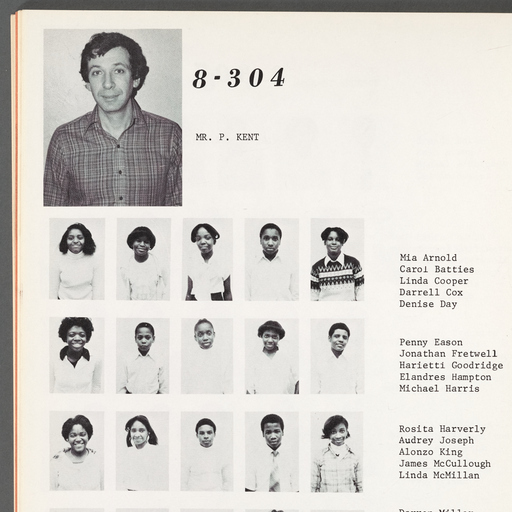 8-304
MR. P. KENT
Mia Arnold
Carol Batties
Linda Cooper
Darrell Cox
Denise Day
Penny Eason
Jonathan Fretwell
Harietti Goodridge
Elandres Hampton
Michael Harris
Rosita Harverly
Audrey Joseph
Alonzo King
James McCullough
Linda McMillan